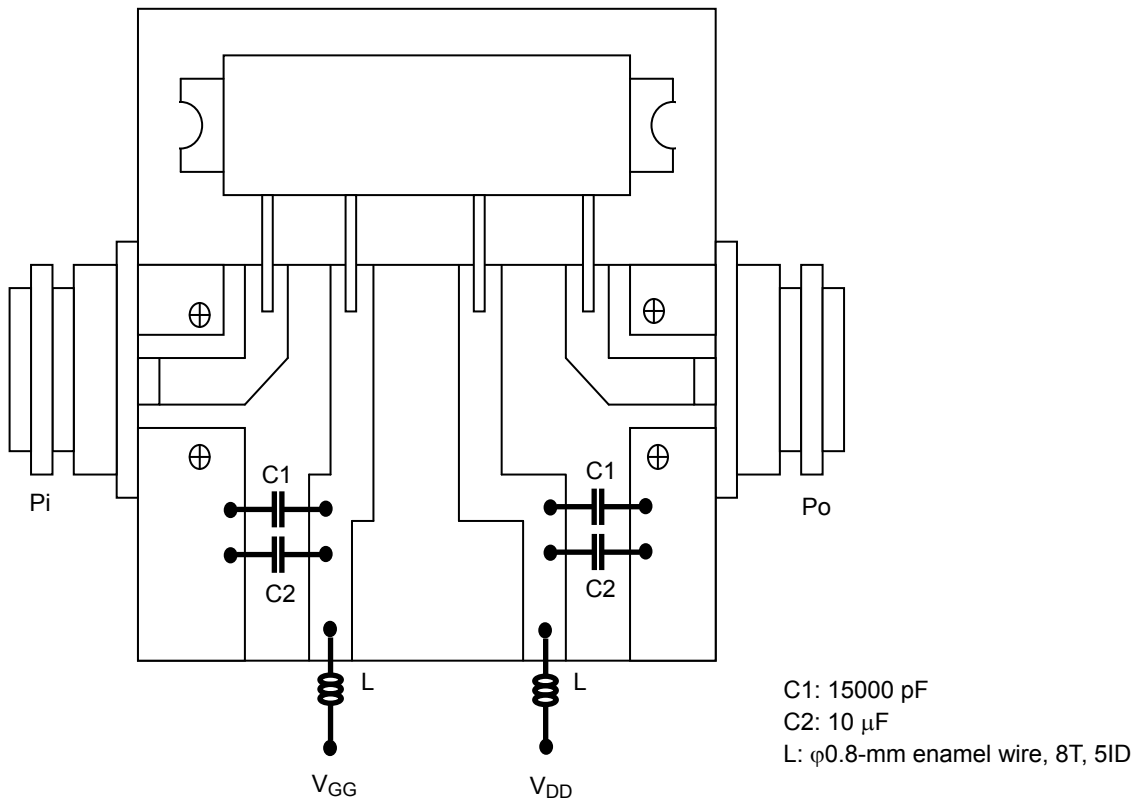 C1
C1
Pi
Po
C2
C2
L
L
C1: 15000 pF
C2: 10 μF
L: φ0.8-mm enamel wire, 8T, 5ID
VGG
VDD